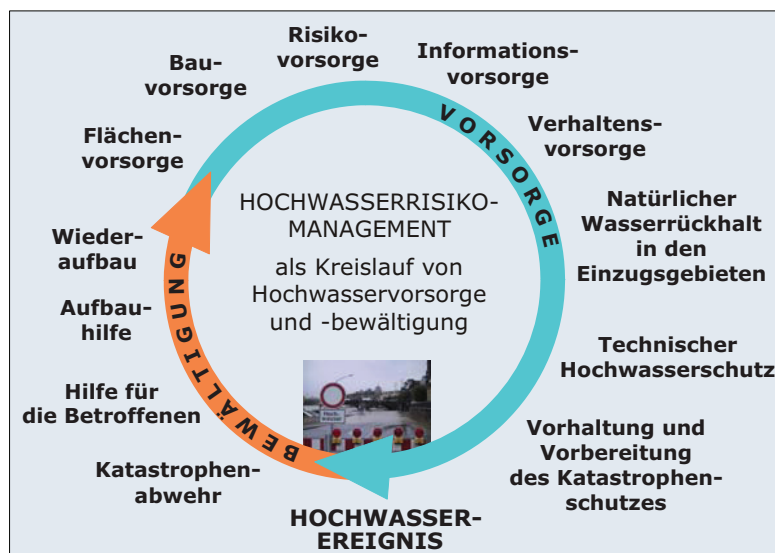 Risiko-
vorsorge
Informations-
vorsorge
Bau-
vorsorge
Verhaltens-
vorsorge
Flächen-
vorsorge
VORSORGE
HOCHWASSERRISIKO-
MANAGEMENT
als Kreislauf von
Hochwasservorsorge
und -bewältigung
Natürlicher
Wasserrückhalt
in den
Einzugsgebieten
Wieder-
aufbau
Aufbau-
hilfe
BEWÄLTIGUNG
Technischer
Hochwasserschutz
Hilfe für
die Betroffenen
Hoch-
wasser
Vorhaltung und
Vorbereitung
des Katastrophen-
schutzes
Katastrophen-
abwehr
HOCHWASSER-
EREIGNIS